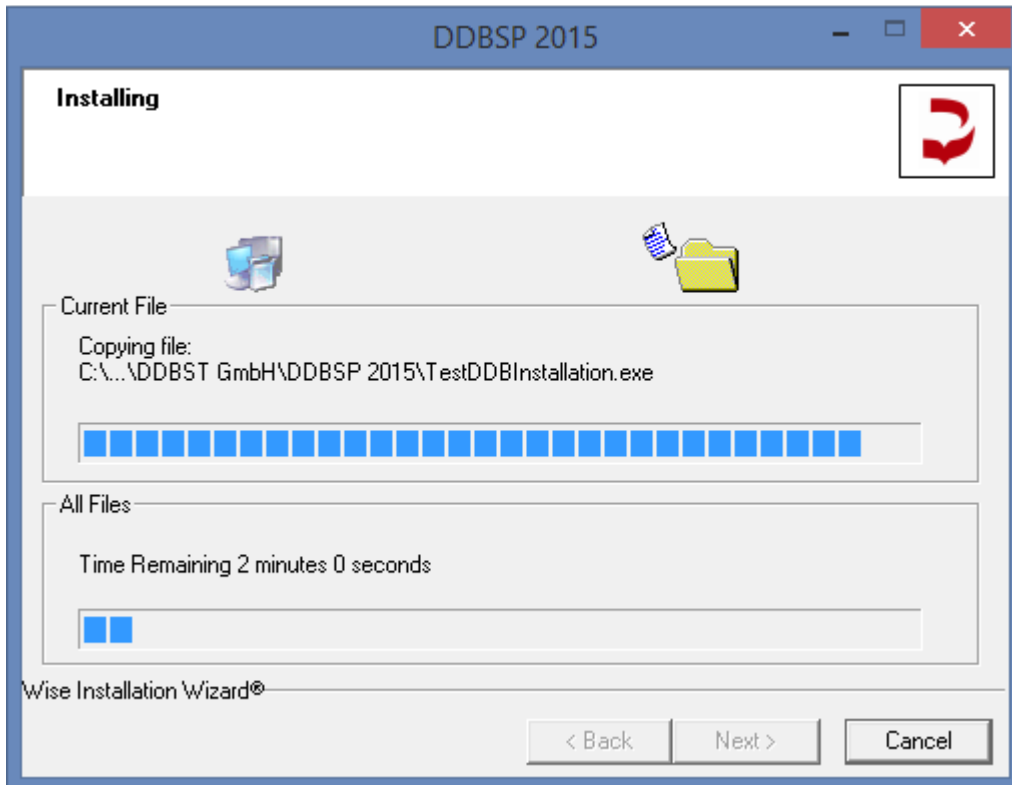 DDBSP 2015
Installing
Current File
Copying file:
C:\...\DDBST GmbH\DDBSP 2015\TestDDBInstallation.exe
All Files
Time Remaining 2 minutes 0 seconds
Wise Installation Wizard®
< Back
Next >
Cancel